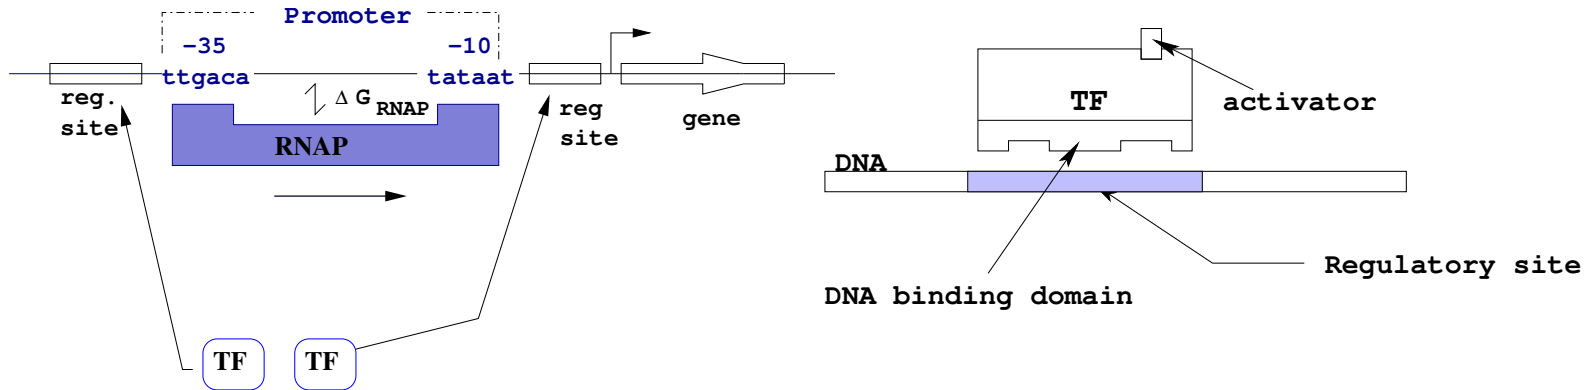 Promoter
−35
−10
ttgaca
tataat
reg.
site
Δ G RNAP
reg
site
gene
RNAP
TF
TF
TF
activator
DNA
Regulatory site
DNA binding domain